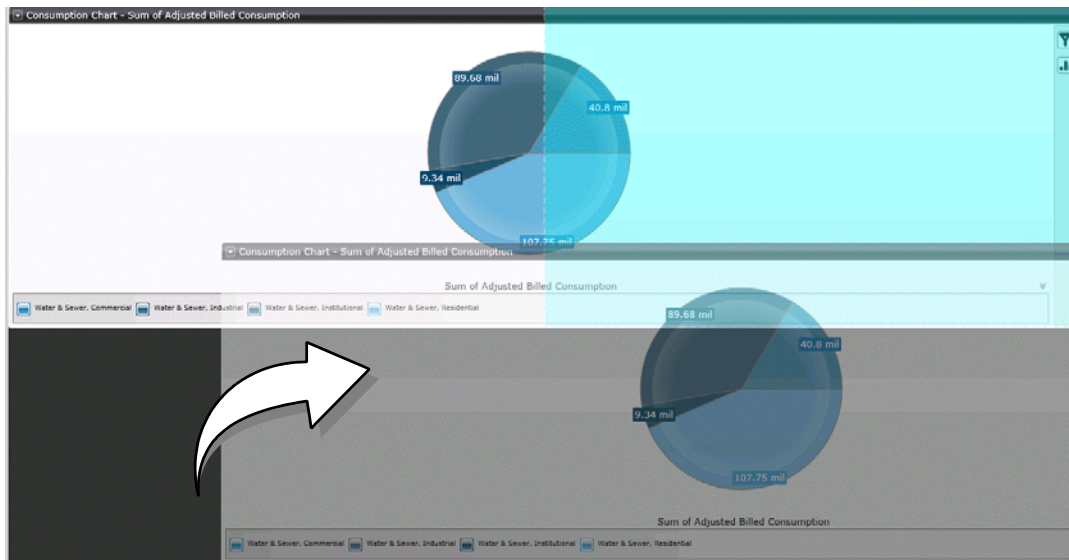 Consumption Chart - Sum of Adjusted Billed Consumption
89.68 mil
40.8 mil
9.34 mil
107.75 mil
Consumption Chart - Sum of Adjusted Billed Consumption
Sum of Adjusted Billed Consumption
Water & Sewer, Commercial Water & Sewer, Industrial Water & Sewer, Institutional Water & Sewer, Residential
89.68 mil
40.8 mil
9.34 mil
107.75 mil
Sum of Adjusted Billed Consumption
Water & Sewer, Commercial Water & Sewer, Industrial Water & Sewer, Institutional Water & Sewer, Residential